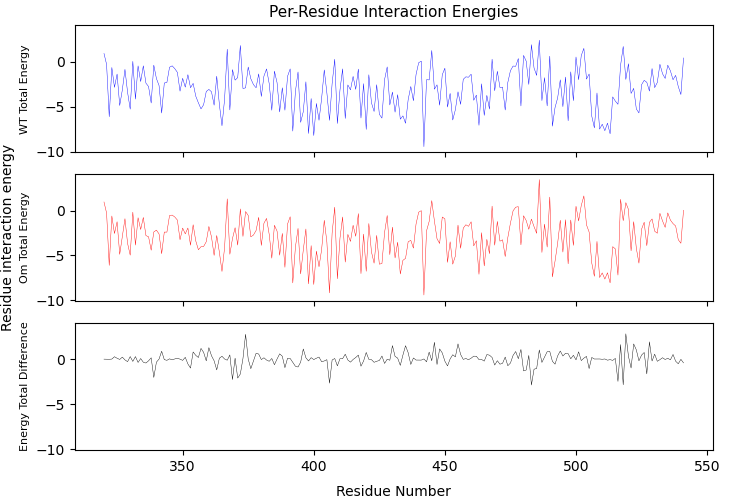 Per-Residue Interaction Energies
Residue interaction energy
WT Total Energy
0
−5
−10
Om Total Energy
0
−5
−10
Energy Total Difference
0
−5
−10
350 400 450 500 550
Residue Number